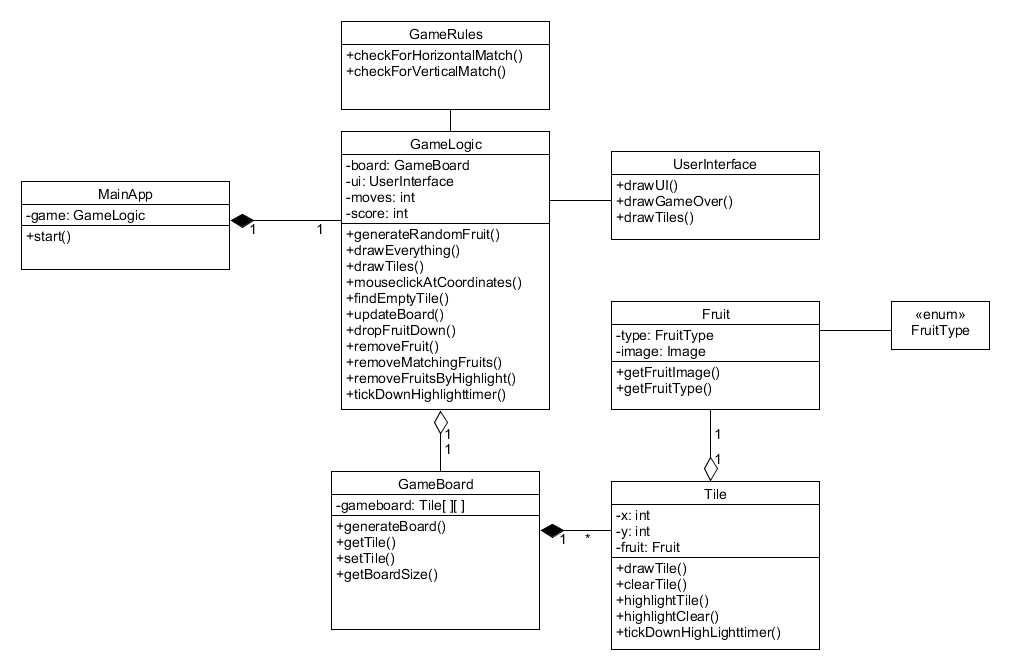 GameRules
+checkForHorizontalMatch()
+checkForVerticalMatch()
GameLogic
-board: GameBoard
-ui: UserInterface
-moves: int
-score: int
+generateRandomFruit()
+drawEverything()
+drawTiles()
+mouseclickAtCoordinates()
+findEmptyTile()
+updateBoard()
+dropFruitDown()
+removeFruit()
+removeMatchingFruits()
+removeFruitsByHighlight()
+tickDownHighlighttimer()
MainApp
-game: GameLogic
+start()
1
1
UserInterface
+drawUI()
+drawGameOver()
+drawTiles()
Fruit
-type: FruitType
-image: Image
+getFruitImage()
+getFruitType()
«enum»
FruitType
1
1
1
1
GameBoard
-gameboard: Tile[ ][ ]
+generateBoard()
+getTile()
+setTile()
+getBoardSize()
1
*
Tile
-x: int
-y: int
-fruit: Fruit
+drawTile()
+clearTile()
+highlightTile()
+highlightClear()
+tickDownHighLighttimer()